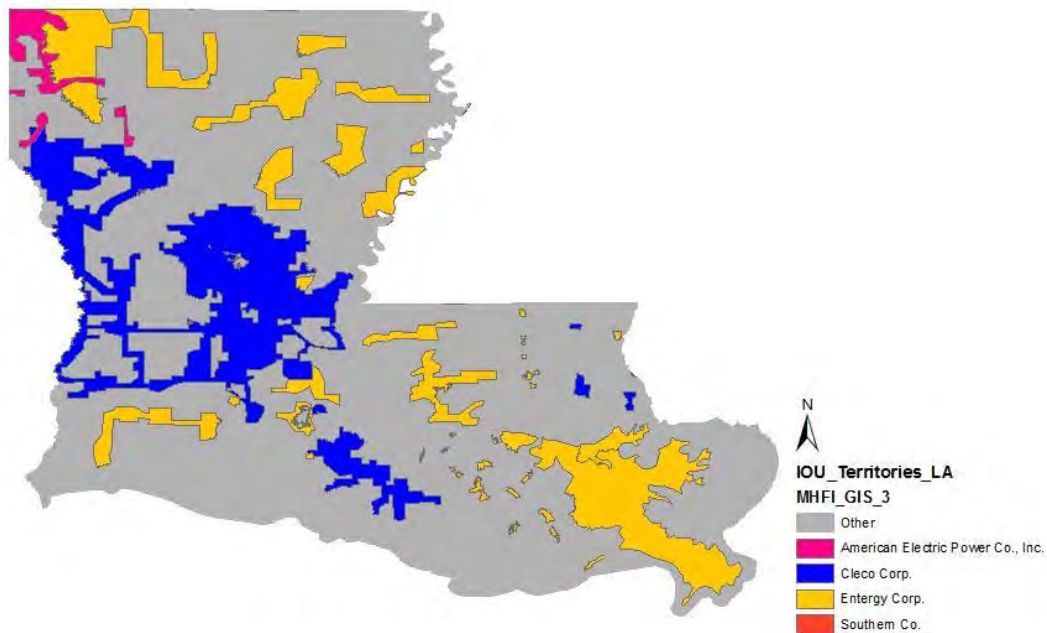 N
IOU_Territories_LA
MHFI_GIS_3
Other
American Electric Power Co., Inc.
Cleco Corp.
Entergy Corp.
Southern Co.